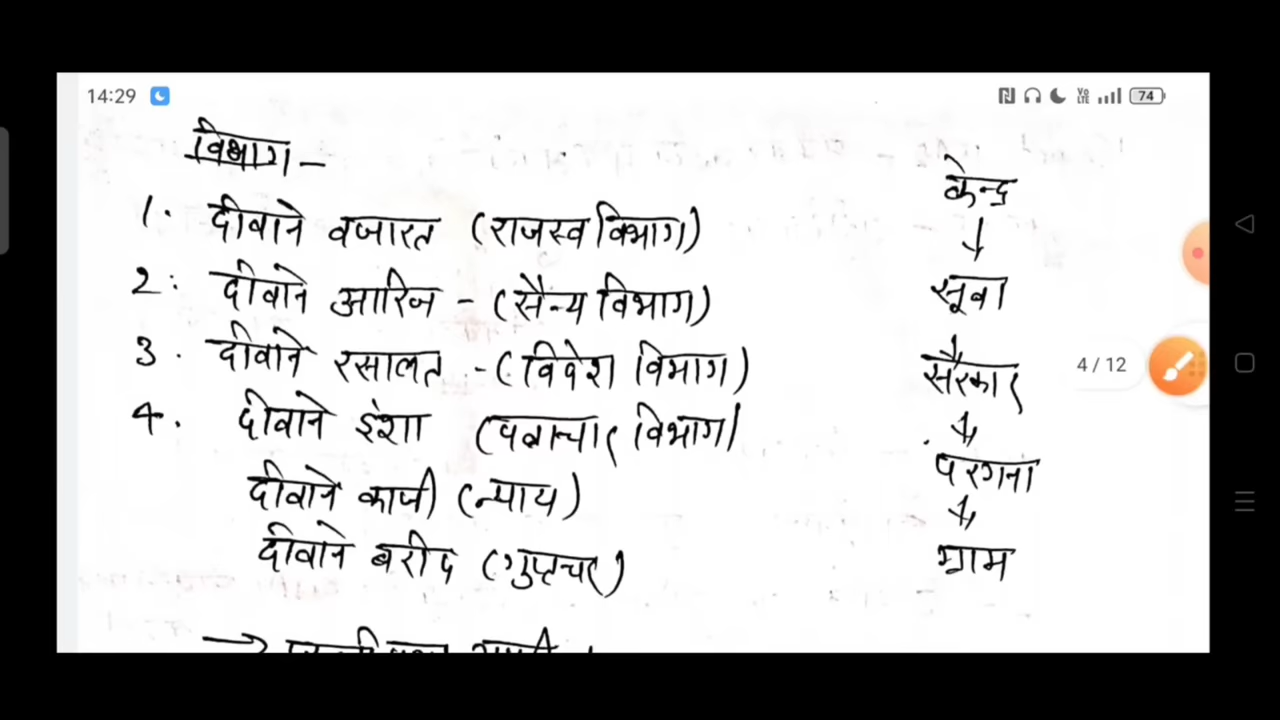 14:29
74
विभाग -
1. दीवाने वजारत (राजस्व विभाग)
2. दीवाने आरिज - (सैन्य विभाग)
3. दीवाने रसालत - (विदेश विभाग)
4. दीवाने इंशा (पत्राचार विभाग)
दीवाने काजी (न्याय)
दीवाने बरीद (गुप्तचर)
केन्द्र
↓
सूबा
सरकार
↓
परगना
↓
ग्राम
4/12